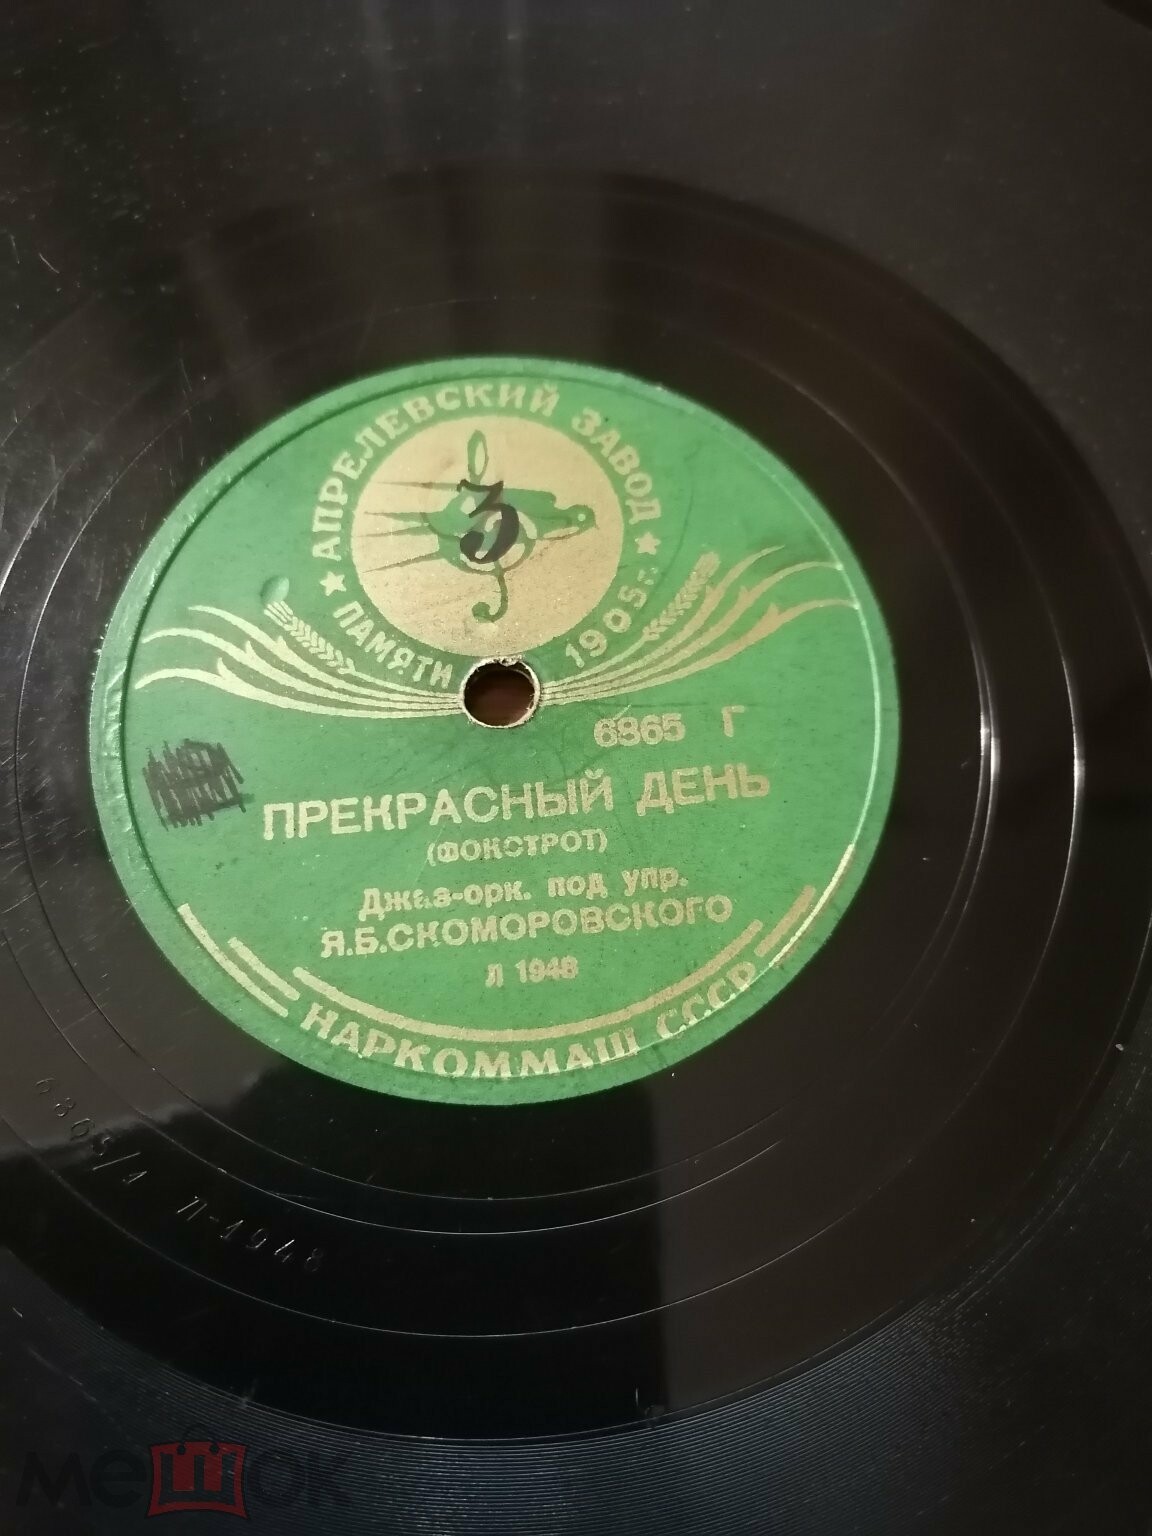 АПРЕЛЕВСКИЙ ЗАВОД
ПАМЯТИ 1905 г.
3
6865 Г
ПРЕКРАСНЫЙ ДЕНЬ
(ФОКСТРОТ)
Джаз-орк. под упр.
Я.Б.СКОМОРОВСКОГО
Л 1948
НАРКОММАШ СССР
6865/1 Л-1948
мешок